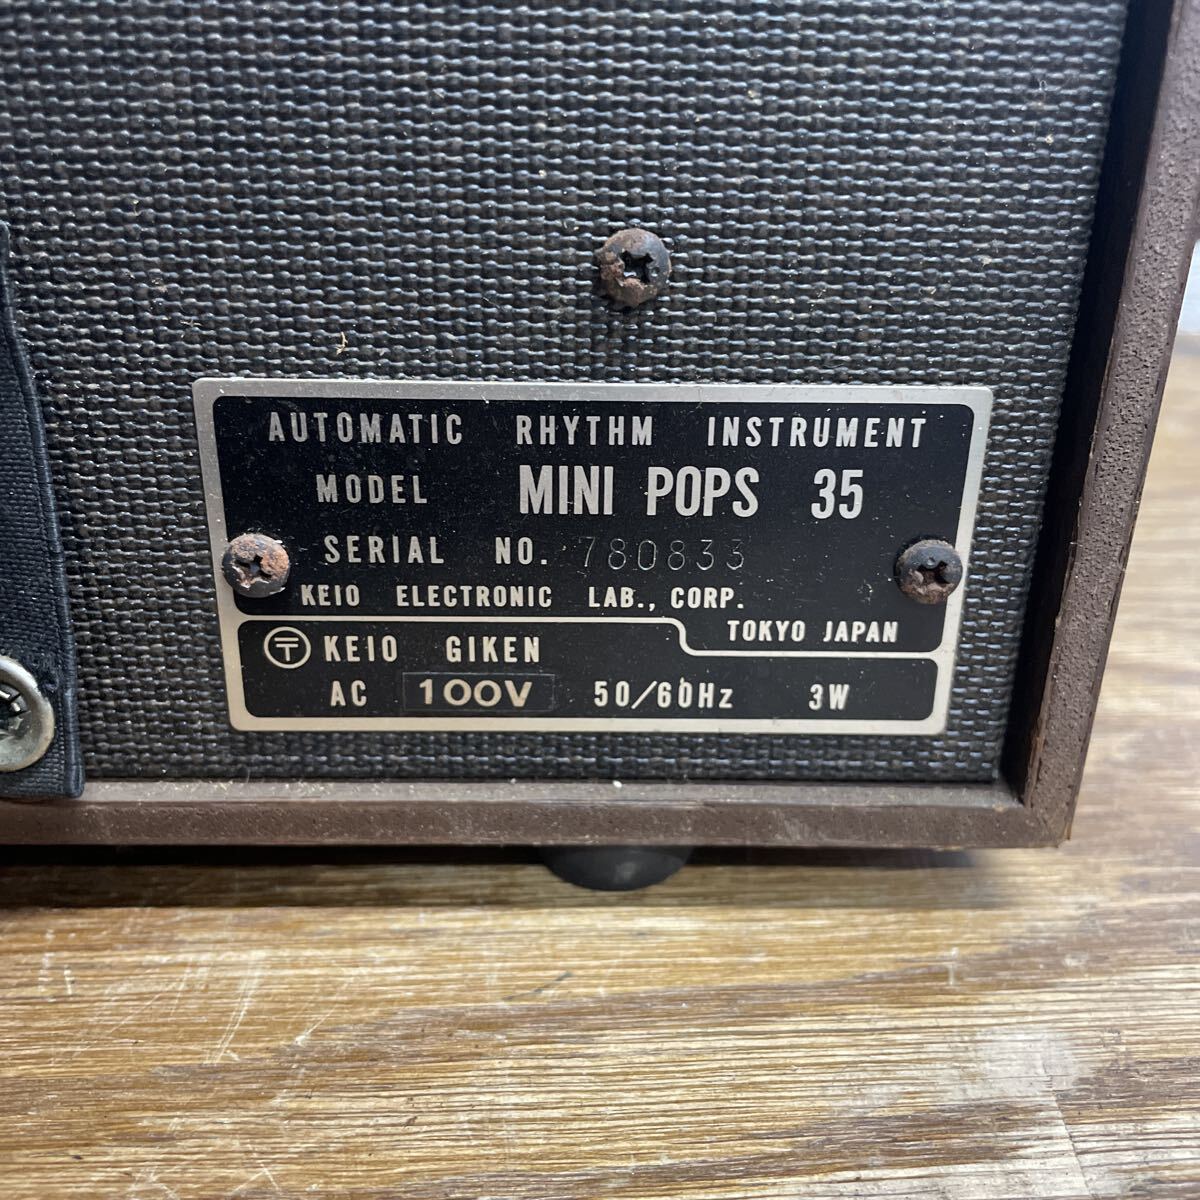 AUTOMATIC RHYTHM INSTRUMENT
MODEL MINI POPS 35
SERIAL NO. 780833
KEIO ELECTRONIC LAB., CORP.
TOKYO JAPAN
〶 KEIO GIKEN
AC 100V 50/60Hz 3W